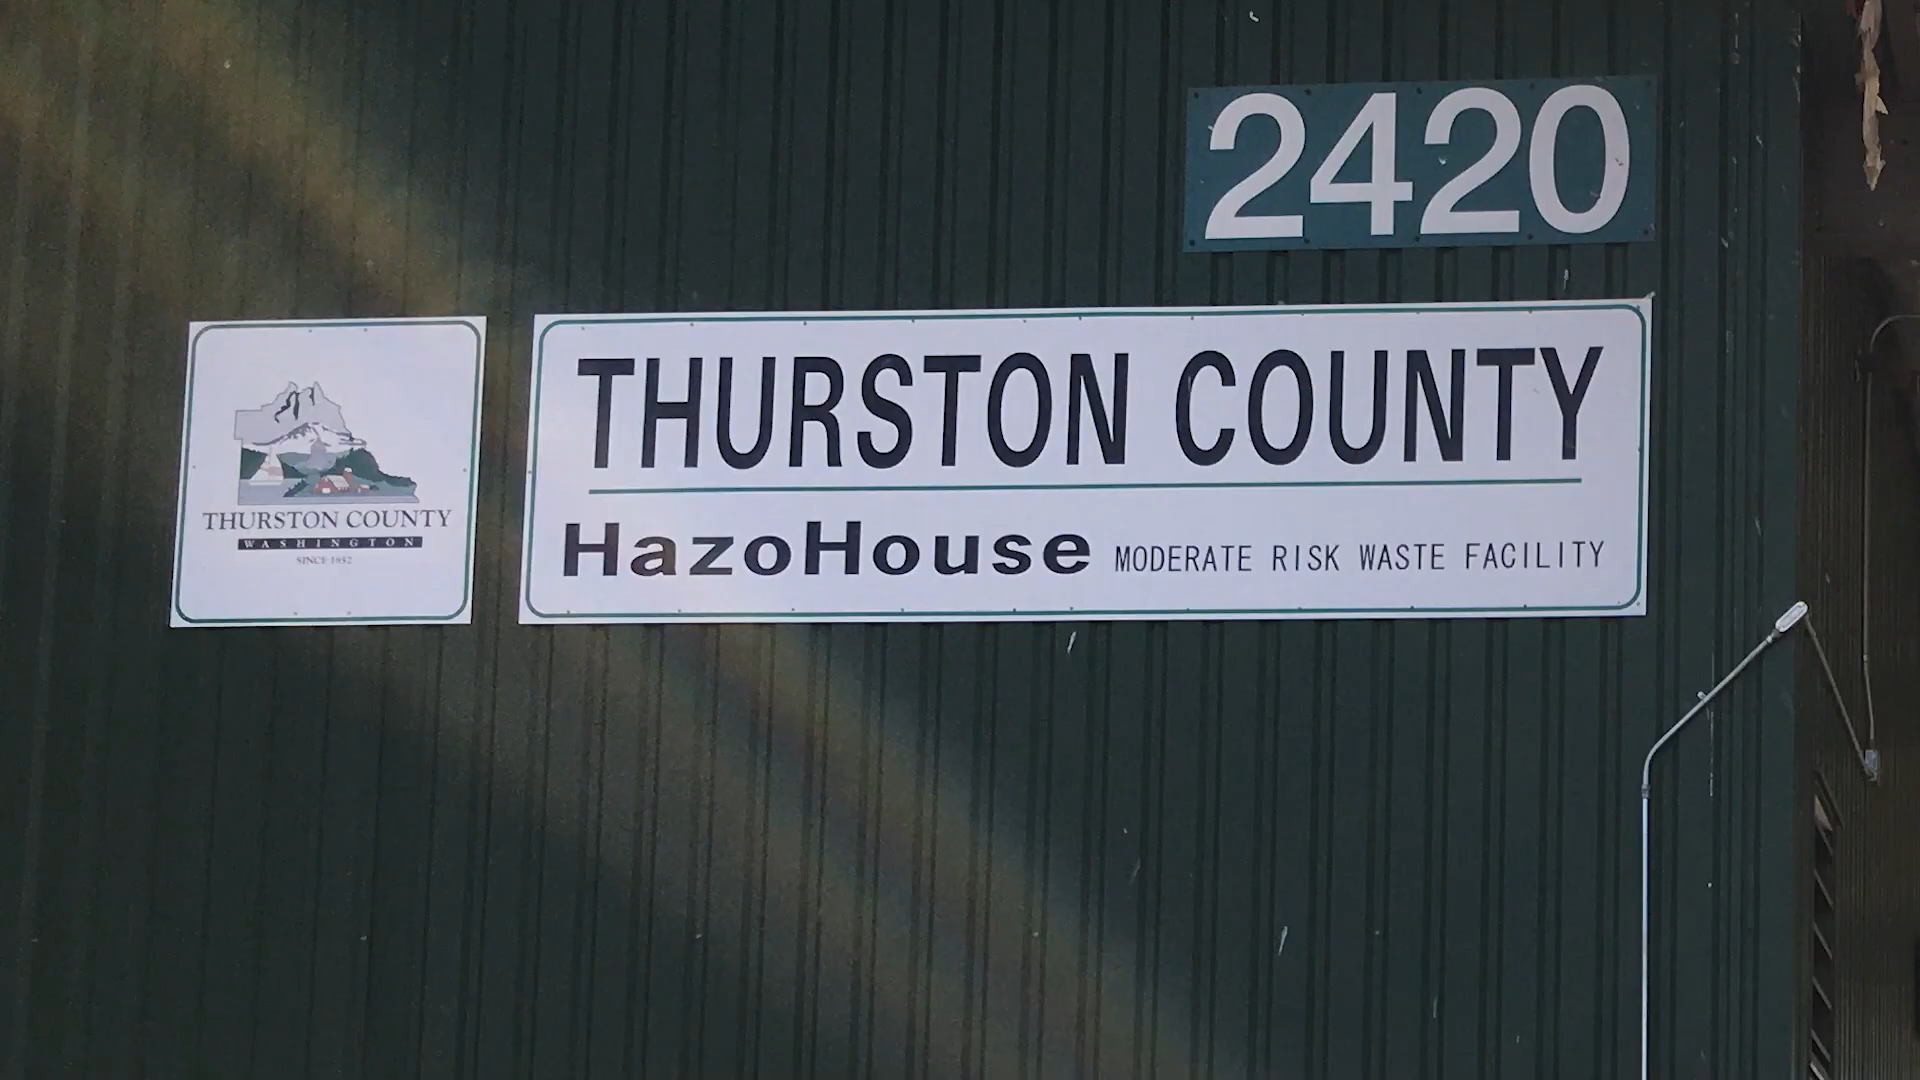 2420
THURSTON COUNTY
HazoHouse MODERATE RISK WASTE FACILITY
THURSTON COUNTY
WASHINGTON
SINCE 1852